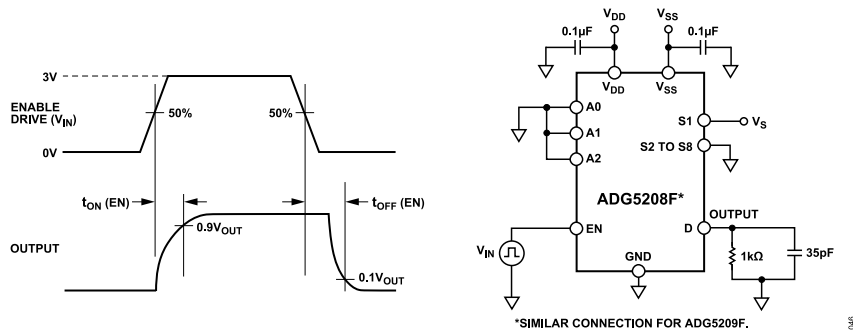 3V
ENABLE
DRIVE (VIN)
50%
50%
0V
tON (EN)
tOFF (EN)
0.9VOUT
OUTPUT
0.1VOUT
VDD
VSS
0.1µF
0.1µF
VDD
VSS
A0
A1
A2
S1
VS
S2 TO S8
ADG5208F*
EN
D
OUTPUT
VIN
GND
1kΩ
35pF
*SIMILAR CONNECTION FOR ADG5209F.
046